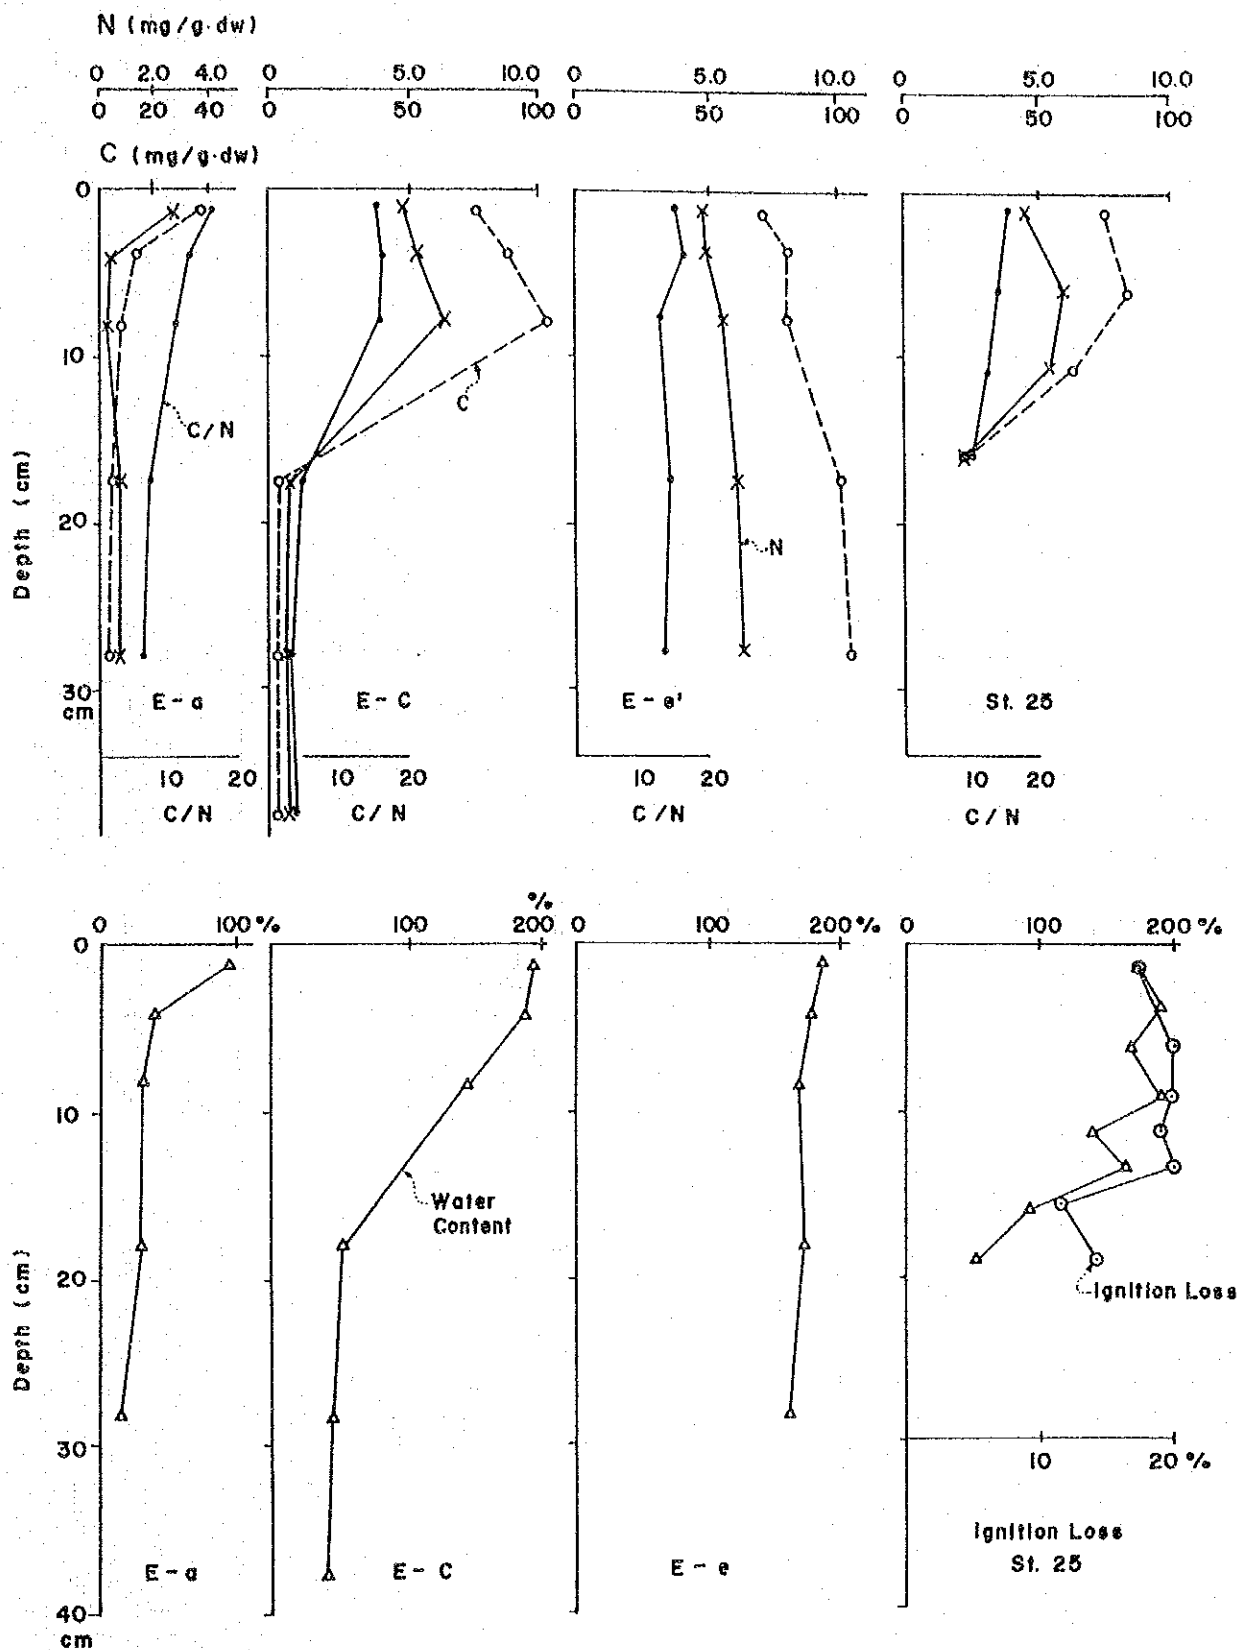 N (mg/g·dw)
0 2.0 4.0 0 5.0 10.0 0 5.0 10.0 0 5.0 10.0
0 20 40 0 50 100 0 50 100 0 50 100
C (mg/g·dw)
0
10
20
30
cm
Depth (cm)
C/N
C
N
E-a E-C E-e' St. 25
10 20 10 20 10 20 10 20
C/N C/N C/N C/N
0 100% 100 200 % 0 100 200% 0 100 200%
0
10
20
30
40
cm
Depth (cm)
Water
Content
Ignition Loss
10 20%
Ignition Loss
E-a E-C E-e St. 25